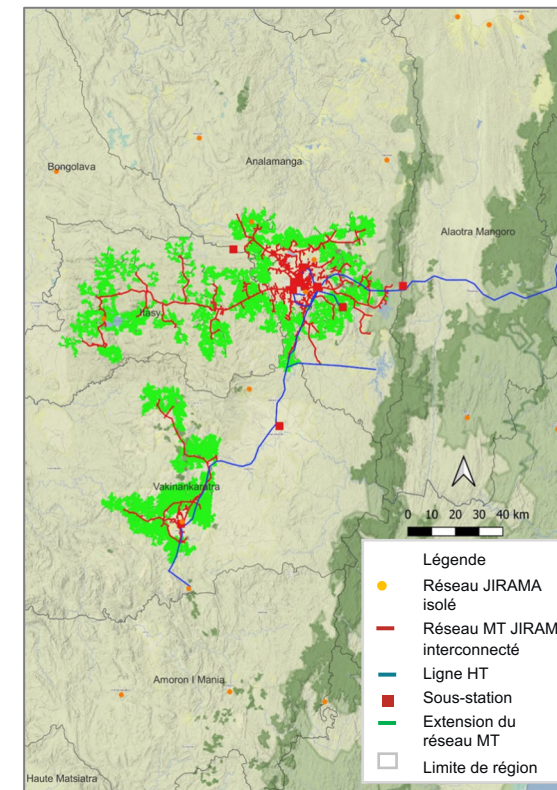 Bongolava
Analamanga
Alaotra Mangoro
Itasy
Vakinankaratra
0 10 20 30 40 km
Légende
Réseau JIRAMA
isolé
Réseau MT JIRAM
interconnecté
Ligne HT
Sous-station
Extension du
réseau MT
Limite de région
Amoron I Mania
Haute Matsiatra